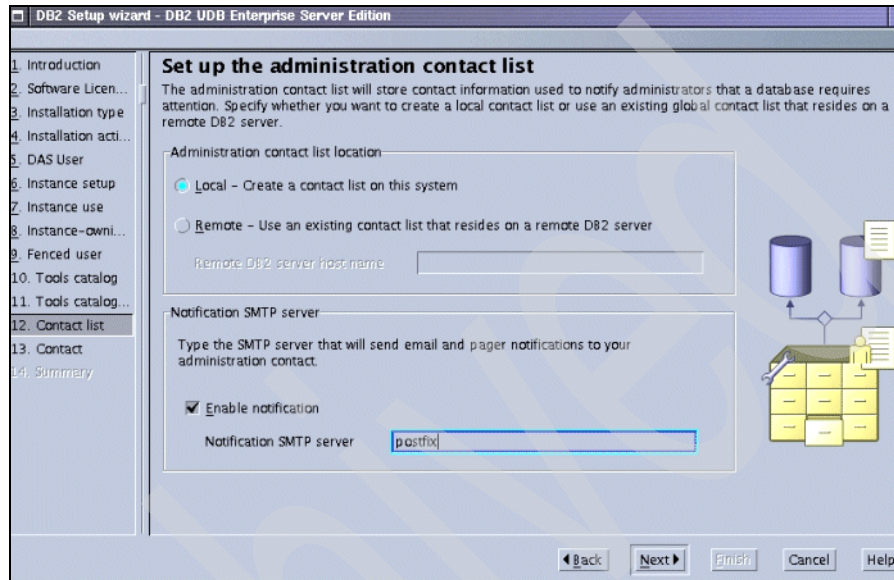 DB2 Setup wizard - DB2 UDB Enterprise Server Edition
1. Introduction
2. Software Licen...
3. Installation type
4. Installation acti...
5. DAS User
6. Instance setup
7. Instance use
8. Instance-owni...
9. Fenced user
10. Tools catalog
11. Tools catalog...
12. Contact list
13. Contact
14. Summary
Set up the administration contact list
The administration contact list will store contact information used to notify administrators that a database requires
attention. Specify whether you want to create a local contact list or use an existing global contact list that resides on a
remote DB2 server.
Administration contact list location
Local - Create a contact list on this system
Remote - Use an existing contact list that resides on a remote DB2 server
Remote DB2 server host name
Notification SMTP server
Type the SMTP server that will send email and pager notifications to your
administration contact.
Enable notification
Notification SMTP server postfix
Back Next Finish Cancel Help